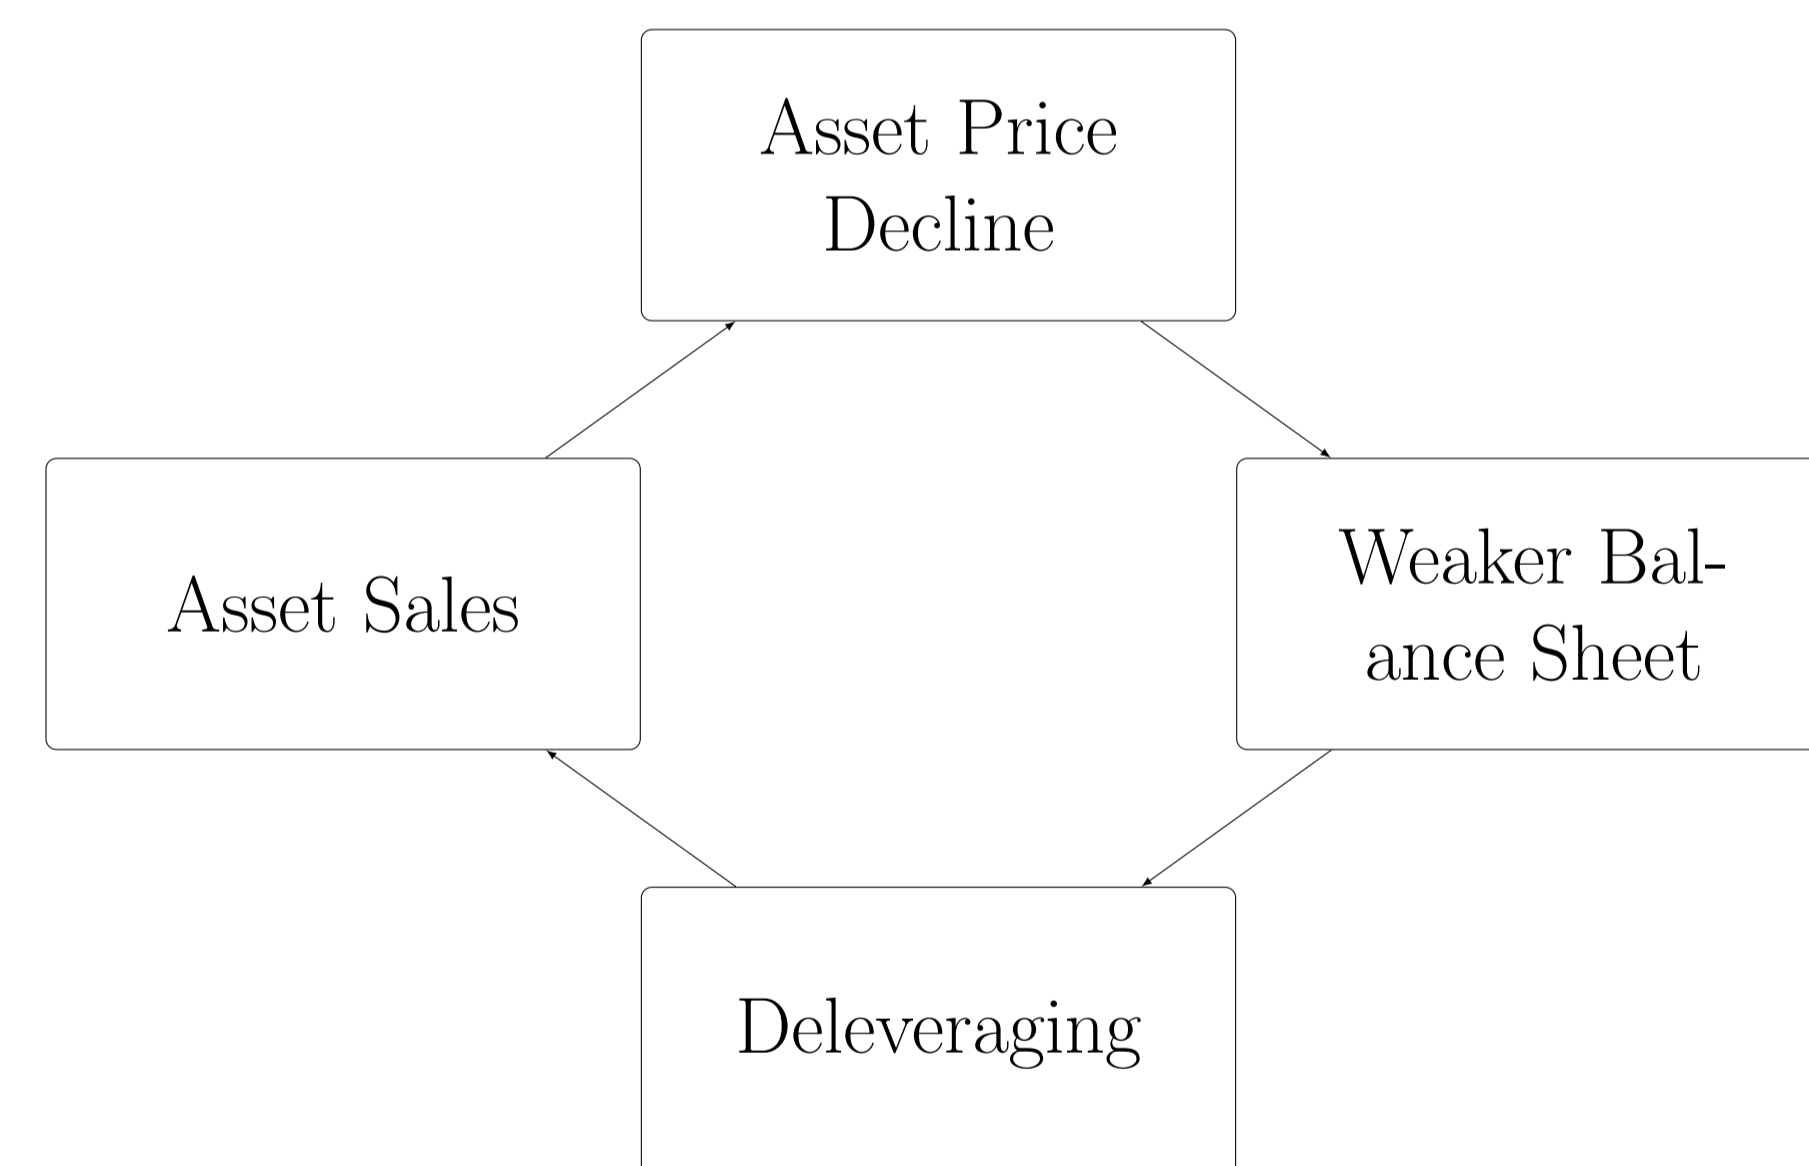 Asset Price
Decline
Asset Sales
Weaker Bal-
ance Sheet
Deleveraging